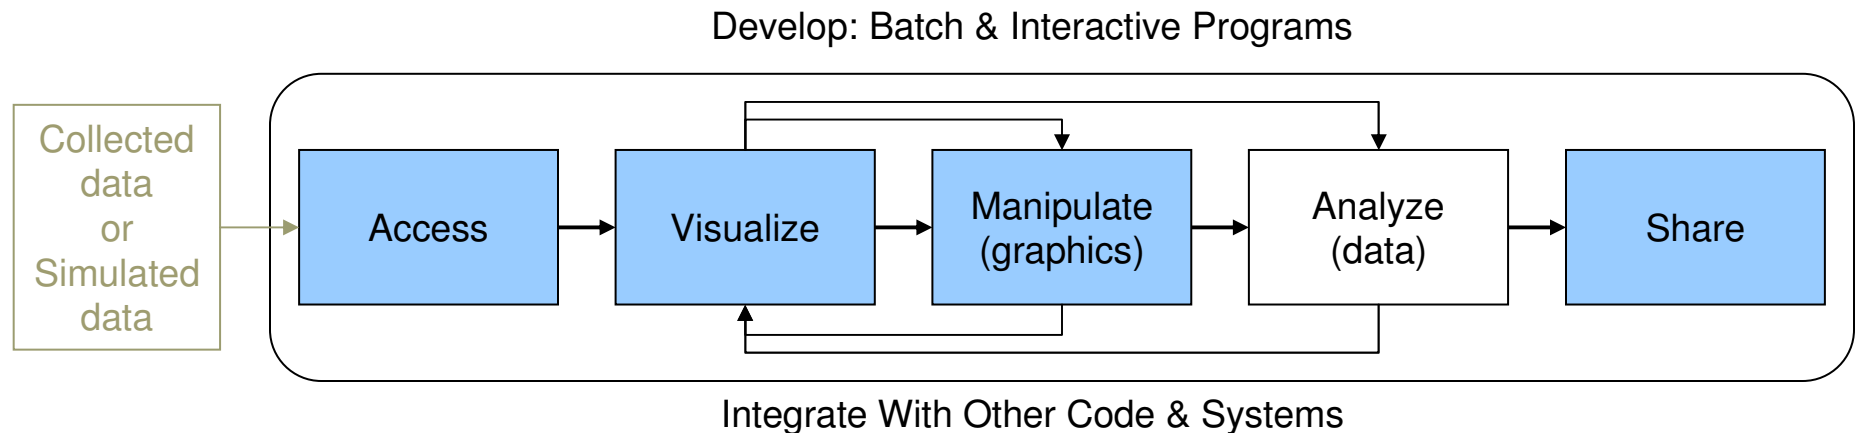 Develop: Batch & Interactive Programs
Collected
data
or
Simulated
data
Access
Visualize
Manipulate
(graphics)
Analyze
(data)
Share
Integrate With Other Code & Systems